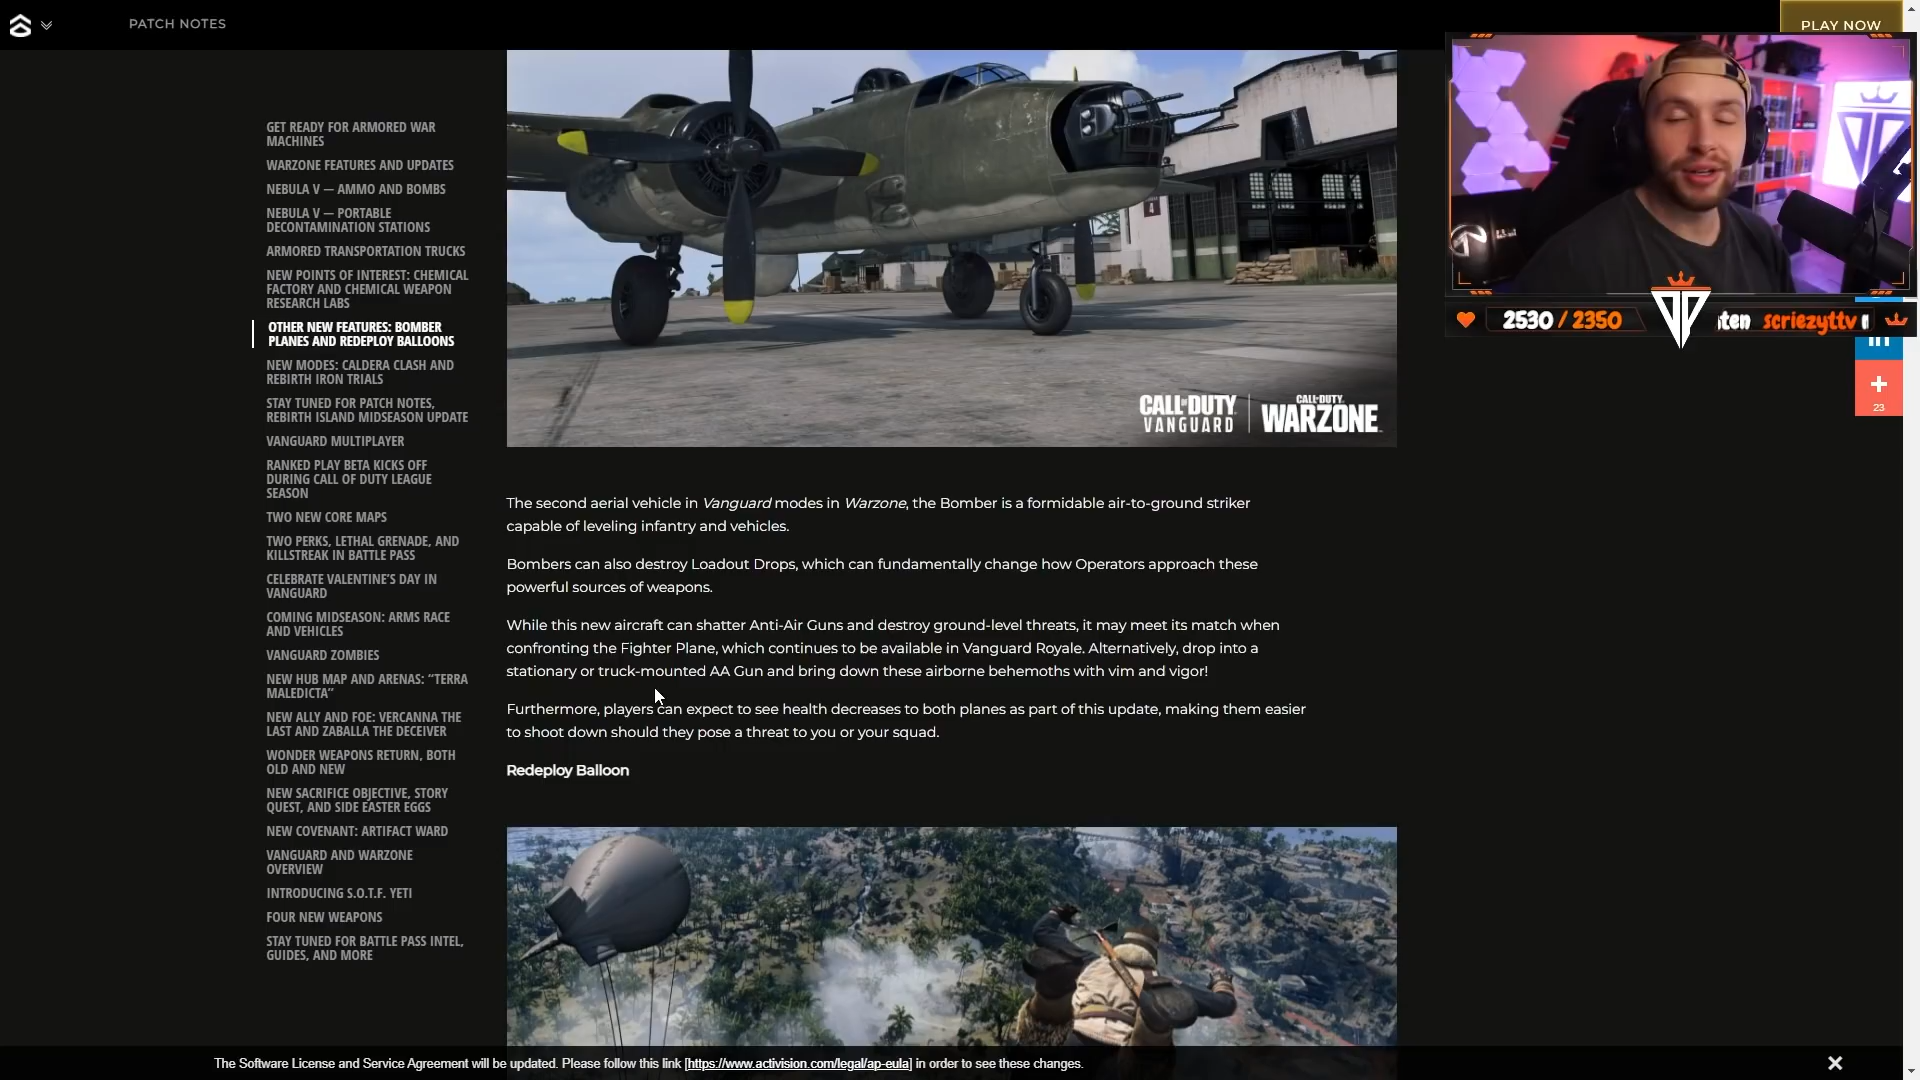 PATCH NOTES
PLAY NOW
GET READY FOR ARMORED WAR
MACHINES
WARZONE FEATURES AND UPDATES
NEBULA V — AMMO AND BOMBS
NEBULA V — PORTABLE
DECONTAMINATION STATIONS
ARMORED TRANSPORTATION TRUCKS
NEW POINTS OF INTEREST: CHEMICAL
FACTORY AND CHEMICAL WEAPON
RESEARCH LABS
OTHER NEW FEATURES: BOMBER
PLANES AND REDEPLOY BALLOONS
NEW MODES: CALDERA CLASH AND
REBIRTH IRON TRIALS
STAY TUNED FOR PATCH NOTES,
REBIRTH ISLAND MIDSEASON UPDATE
VANGUARD MULTIPLAYER
RANKED PLAY BETA KICKS OFF
DURING CALL OF DUTY LEAGUE
SEASON
TWO NEW CORE MAPS
TWO PERKS, LETHAL GRENADE, AND
KILLSTREAK IN BATTLE PASS
CELEBRATE VALENTINE'S DAY IN
VANGUARD
COMING MIDSEASON: ARMS RACE
AND VEHICLES
VANGUARD ZOMBIES
NEW HUB MAP AND ARENAS: “TERRA
MALEDICTA”
NEW ALLY AND FOE: VERCANNA THE
LAST AND ZABALLA THE DECEIVER
WONDER WEAPONS RETURN, BOTH
OLD AND NEW
NEW SACRIFICE OBJECTIVE, STORY
QUEST, AND SIDE EASTER EGGS
NEW COVENANT: ARTIFACT WARD
VANGUARD AND WARZONE
OVERVIEW
INTRODUCING S.O.T.F. YETI
FOUR NEW WEAPONS
STAY TUNED FOR BATTLE PASS INTEL,
GUIDES, AND MORE
4
CALL OF DUTY VANGUARD
CALL OF DUTY WARZONE
2530 / 2350
scriezyttv
in
+
23
The second aerial vehicle in Vanguard modes in Warzone, the Bomber is a formidable air-to-ground striker
capable of leveling infantry and vehicles.
Bombers can also destroy Loadout Drops, which can fundamentally change how Operators approach these
powerful sources of weapons.
While this new aircraft can shatter Anti-Air Guns and destroy ground-level threats, it may meet its match when
confronting the Fighter Plane, which continues to be available in Vanguard Royale. Alternatively, drop into a
stationary or truck-mounted AA Gun and bring down these airborne behemoths with vim and vigor!
Furthermore, players can expect to see health decreases to both planes as part of this update, making them easier
to shoot down should they pose a threat to you or your squad.
Redeploy Balloon
The Software License and Service Agreement will be updated. Please follow this link [https://www.activision.com/legal/ap-eula] in order to see these changes.